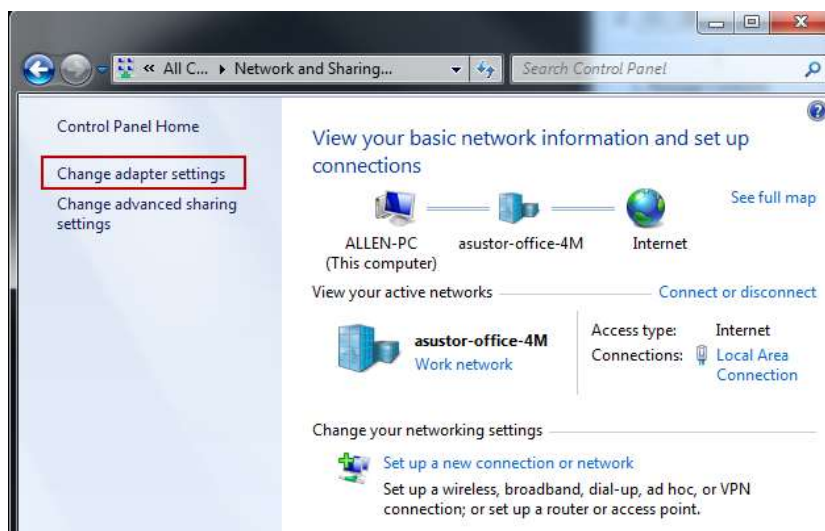 « All C... ▸ Network and Sharing...
Search Control Panel
Control Panel Home
Change adapter settings
Change advanced sharing
settings
View your basic network information and set up
connections
See full map
ALLEN-PC
(This computer)
asustor-office-4M
Internet
View your active networks
Connect or disconnect
asustor-office-4M
Work network
Access type: Internet
Connections: Local Area
Connection
Change your networking settings
Set up a new connection or network
Set up a wireless, broadband, dial-up, ad hoc, or VPN
connection; or set up a router or access point.